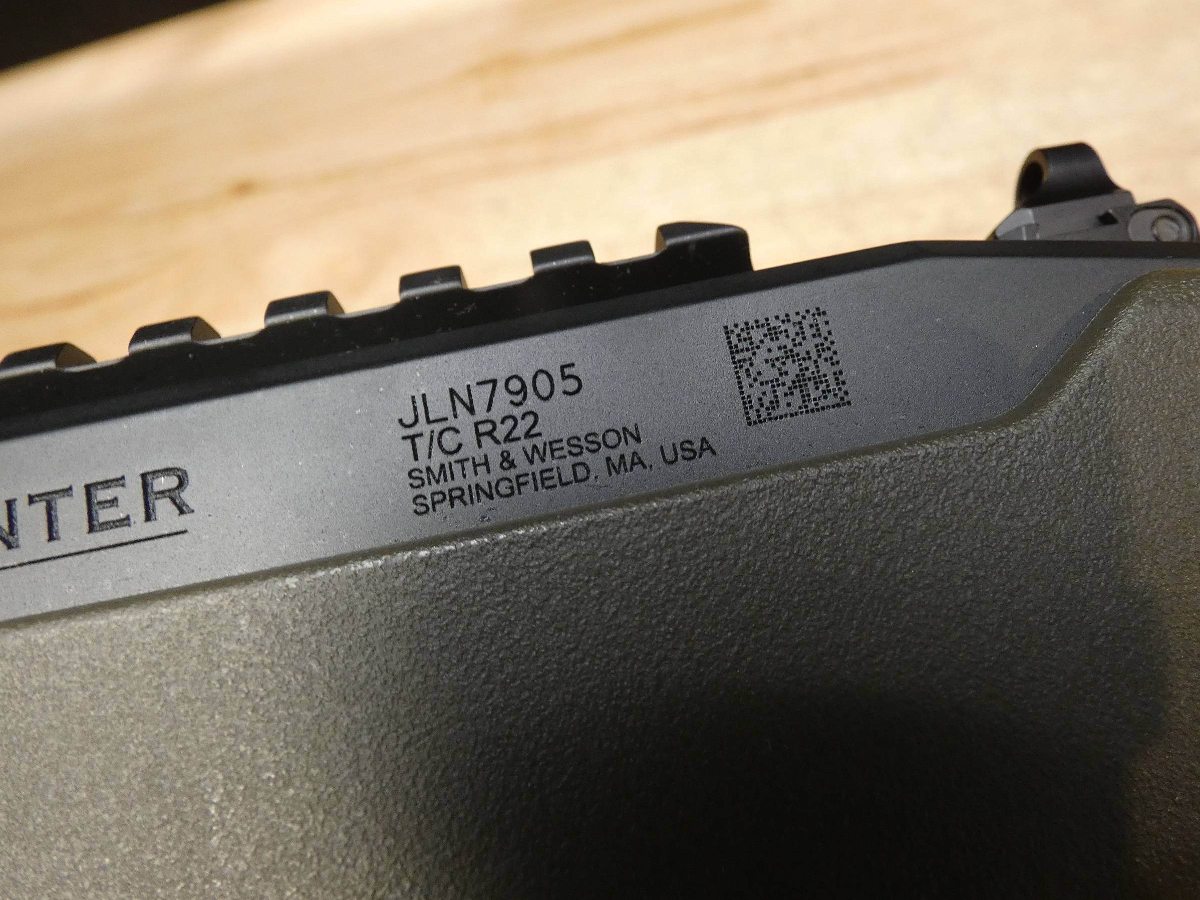 JLN7905
T/C R22
SMITH & WESSON
SPRINGFIELD, MA, USA
NTER